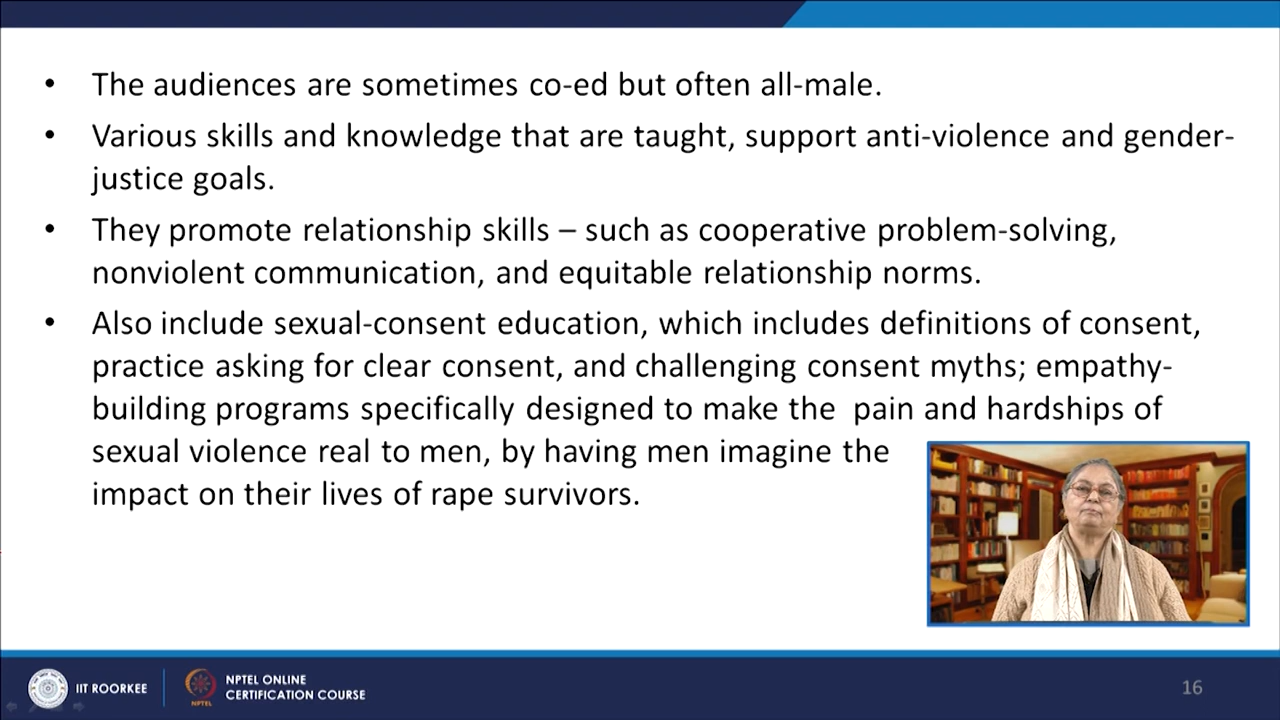 • The audiences are sometimes co-ed but often all-male.
• Various skills and knowledge that are taught, support anti-violence and gender-
justice goals.
• They promote relationship skills – such as cooperative problem-solving,
nonviolent communication, and equitable relationship norms.
• Also include sexual-consent education, which includes definitions of consent,
practice asking for clear consent, and challenging consent myths; empathy-
building programs specifically designed to make the  pain and hardships of
sexual violence real to men, by having men imagine the
impact on their lives of rape survivors.
IIT ROORKEE
NPTEL
NPTEL ONLINE
CERTIFICATION COURSE
16